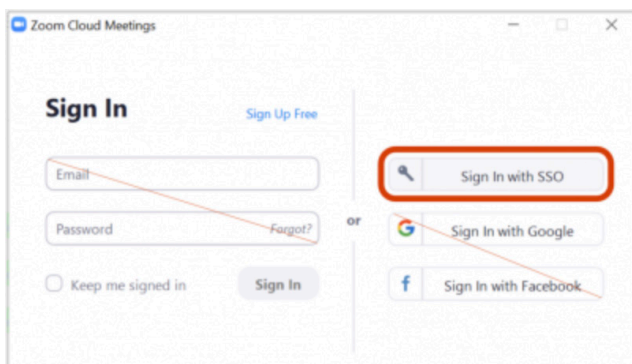 Zoom Cloud Meetings
Sign In
Sign Up Free
Email
Password
Forgot?
Keep me signed in
Sign In
or
Sign In with SSO
Sign In with Google
Sign In with Facebook